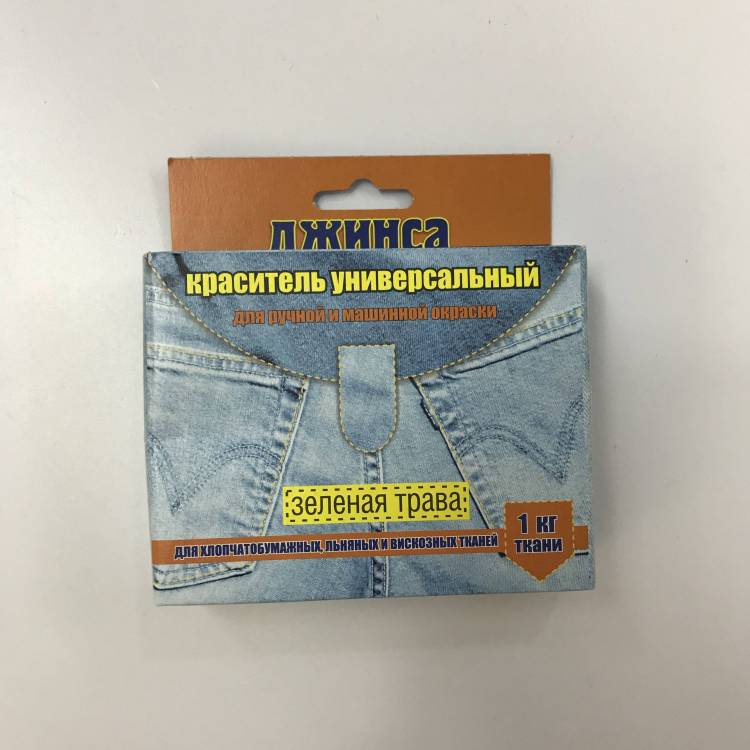 джинса
краситель универсальный
для ручной и машинной окраски
зеленая трава
1 кг
ткани
ДЛЯ ХЛОПЧАТОБУМАЖНЫХ, ЛЬНЯНЫХ И ВИСКОЗНЫХ ТКАНЕЙ